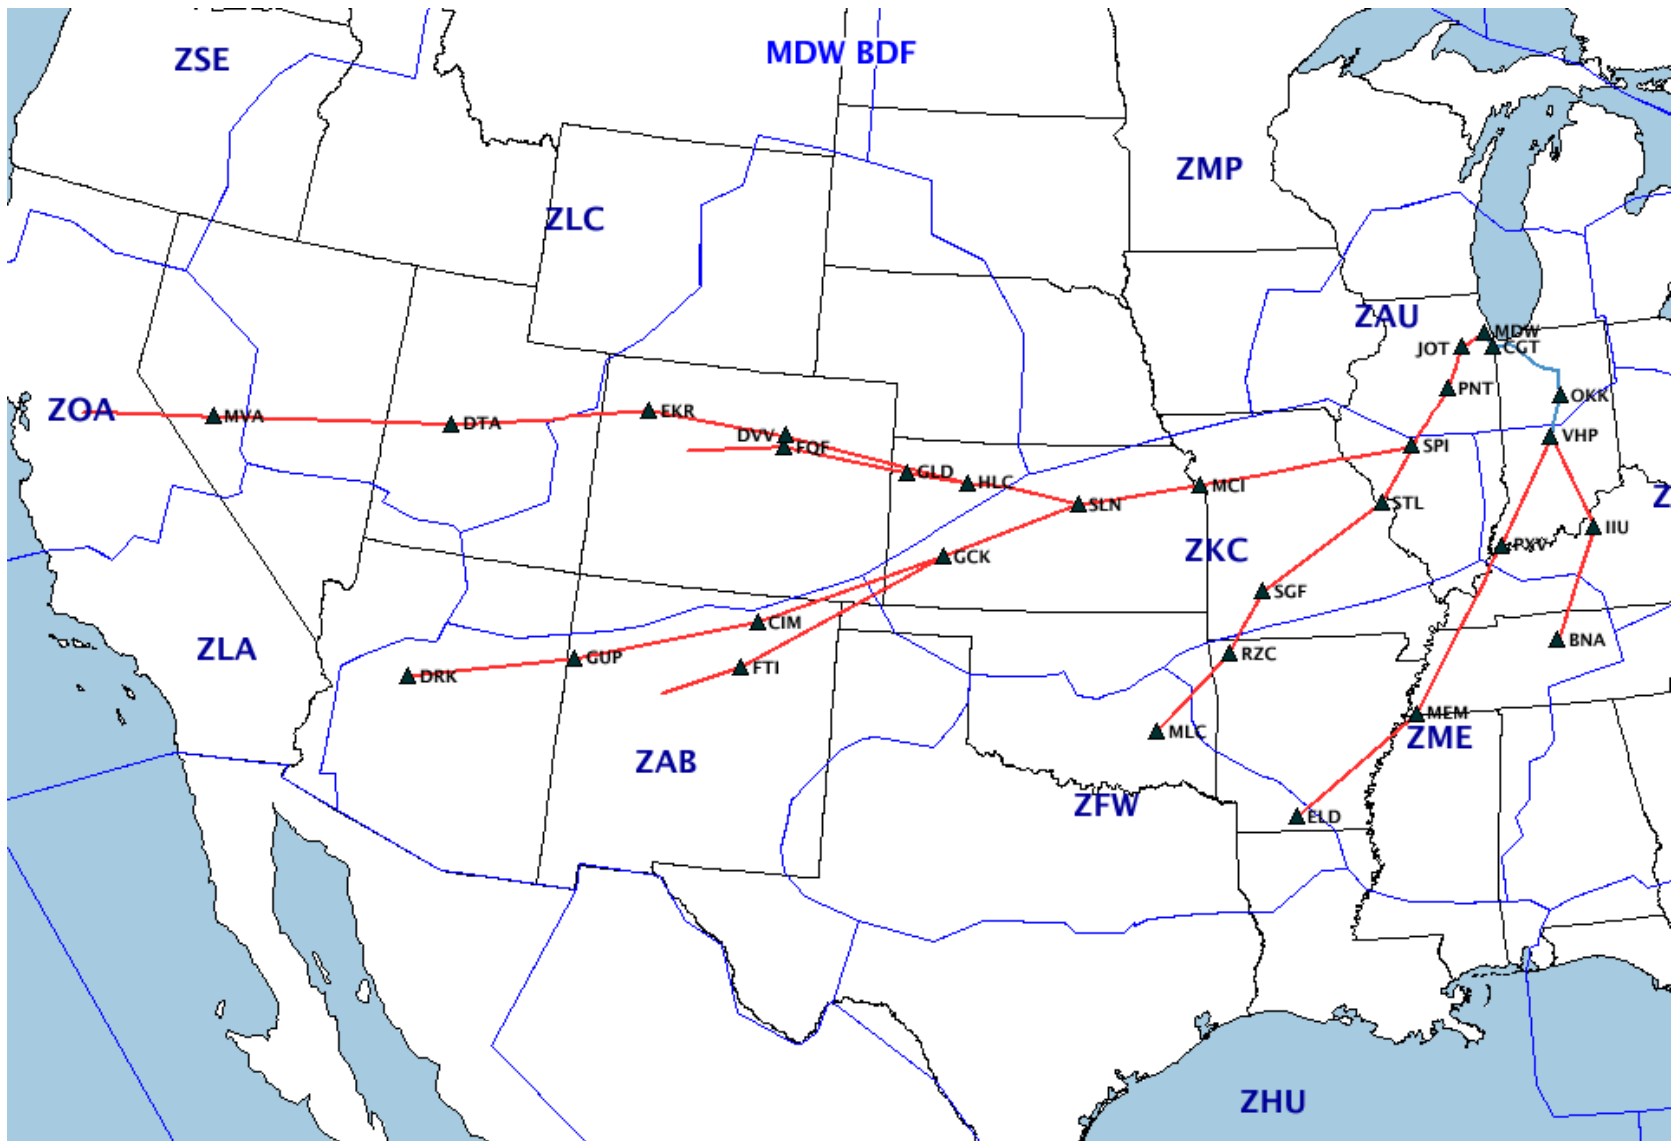 ZSE
MDW BDF
ZMP
ZLC
ZAU
MDW
JOT
CGT
PNT
OKK
ZOA
MVA
DTA
EKR
DVV
FQF
VHP
SPI
GLD
HLC
MCI
SLN
STL
IIU
PXV
ZKC
GCK
SGF
CIM
BNA
ZLA
GUP
RZC
FTI
DRK
MEM
MLC
ZME
ZAB
ZFW
ELD
ZHU